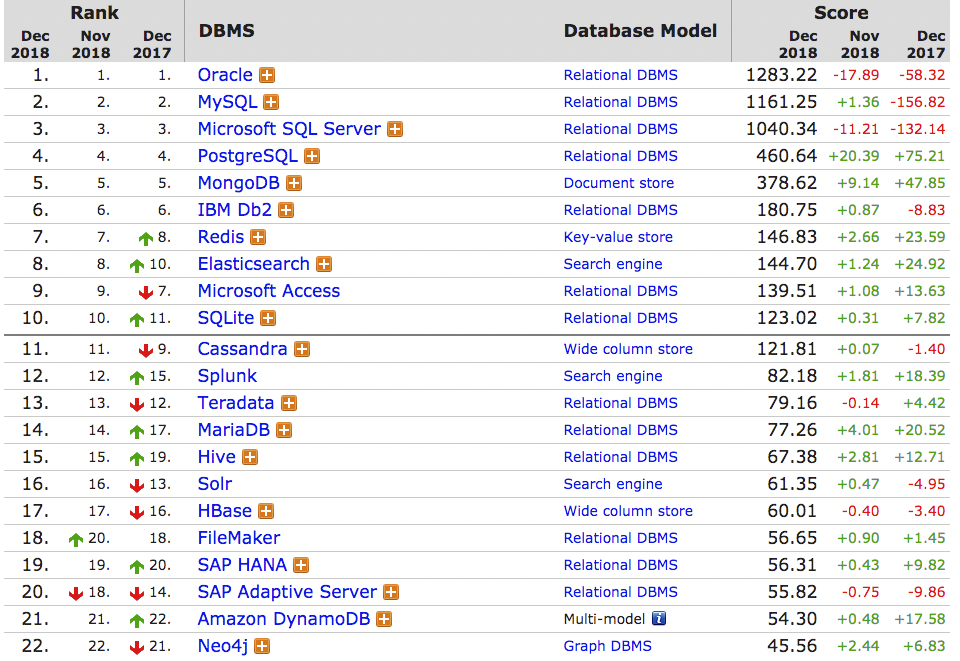 Rank Score
Dec Nov Dec DBMS Database Model Dec Nov Dec
2018 2018 2017 2018 2018 2017
1. 1. 1. Oracle Relational DBMS 1283.22 -17.89 -58.32
2. 2. 2. MySQL Relational DBMS 1161.25 +1.36 -156.82
3. 3. 3. Microsoft SQL Server Relational DBMS 1040.34 -11.21 -132.14
4. 4. 4. PostgreSQL Relational DBMS 460.64 +20.39 +75.21
5. 5. 5. MongoDB Document store 378.62 +9.14 +47.85
6. 6. 6. IBM Db2 Relational DBMS 180.75 +0.87 -8.83
7. 7. 8. Redis Key-value store 146.83 +2.66 +23.59
8. 8. 10. Elasticsearch Search engine 144.70 +1.24 +24.92
9. 9. 7. Microsoft Access Relational DBMS 139.51 +1.08 +13.63
10. 10. 11. SQLite Relational DBMS 123.02 +0.31 +7.82
11. 11. 9. Cassandra Wide column store 121.81 +0.07 -1.40
12. 12. 15. Splunk Search engine 82.18 +1.81 +18.39
13. 13. 12. Teradata Relational DBMS 79.16 -0.14 +4.42
14. 14. 17. MariaDB Relational DBMS 77.26 +4.01 +20.52
15. 15. 19. Hive Relational DBMS 67.38 +2.81 +12.71
16. 16. 13. Solr Search engine 61.35 +0.47 -4.95
17. 17. 16. HBase Wide column store 60.01 -0.40 -3.40
18. 20. 18. FileMaker Relational DBMS 56.65 +0.90 +1.45
19. 19. 20. SAP HANA Relational DBMS 56.31 +0.43 +9.82
20. 18. 14. SAP Adaptive Server Relational DBMS 55.82 -0.75 -9.86
21. 21. 22. Amazon DynamoDB Multi-model i 54.30 +0.48 +17.58
22. 22. 21. Neo4j Graph DBMS 45.56 +2.44 +6.83